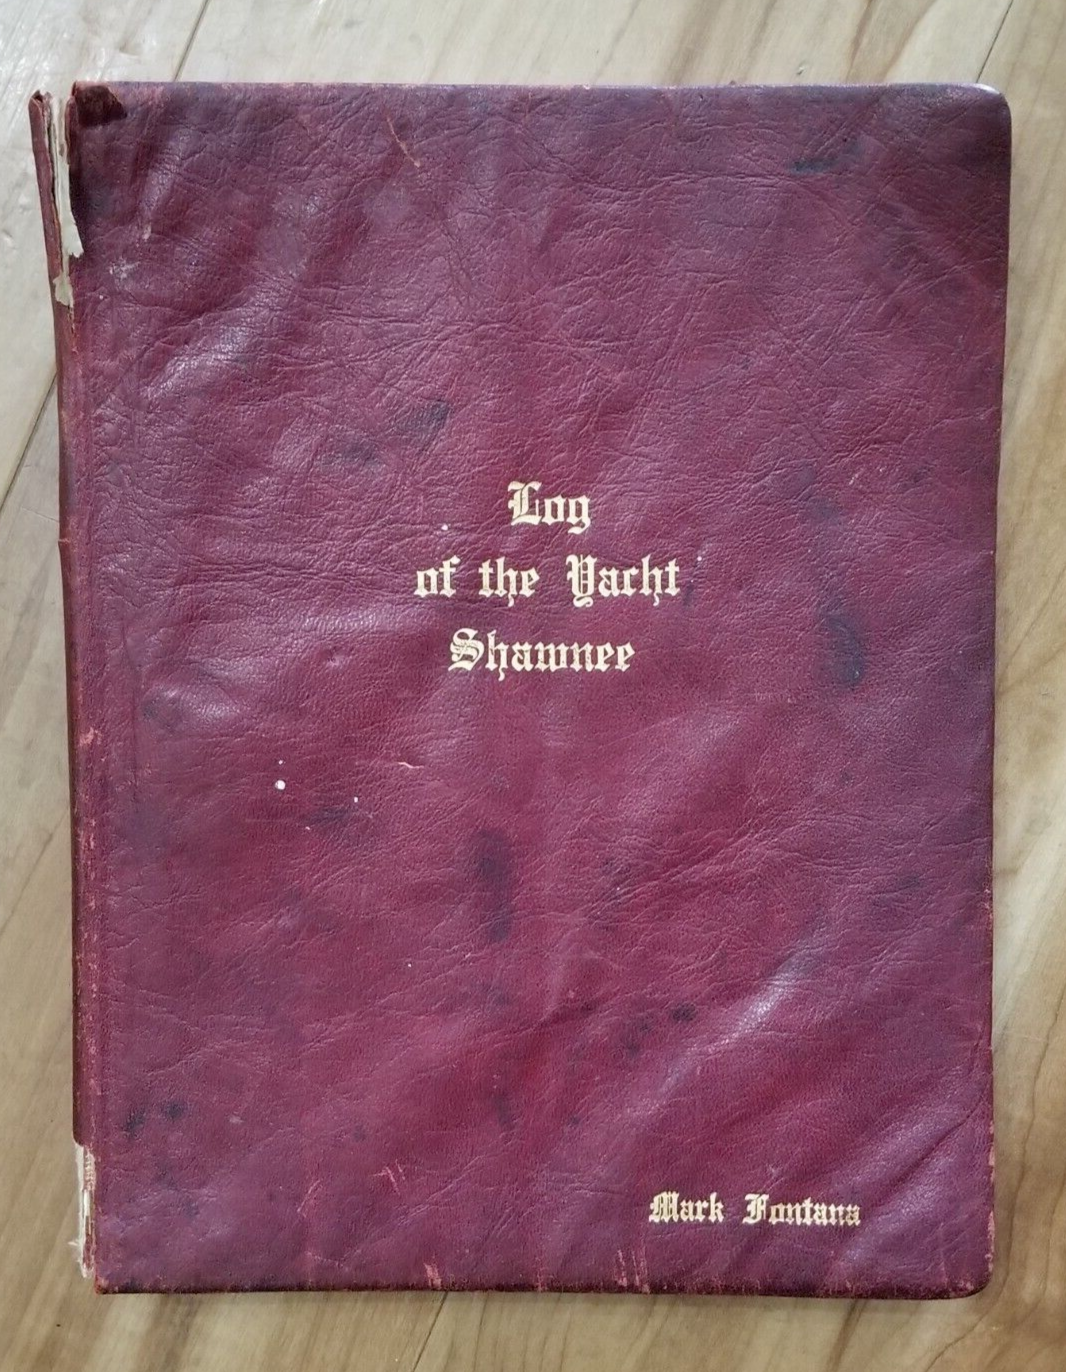 Log
of the Yacht
Shawnee
Mark Fontana